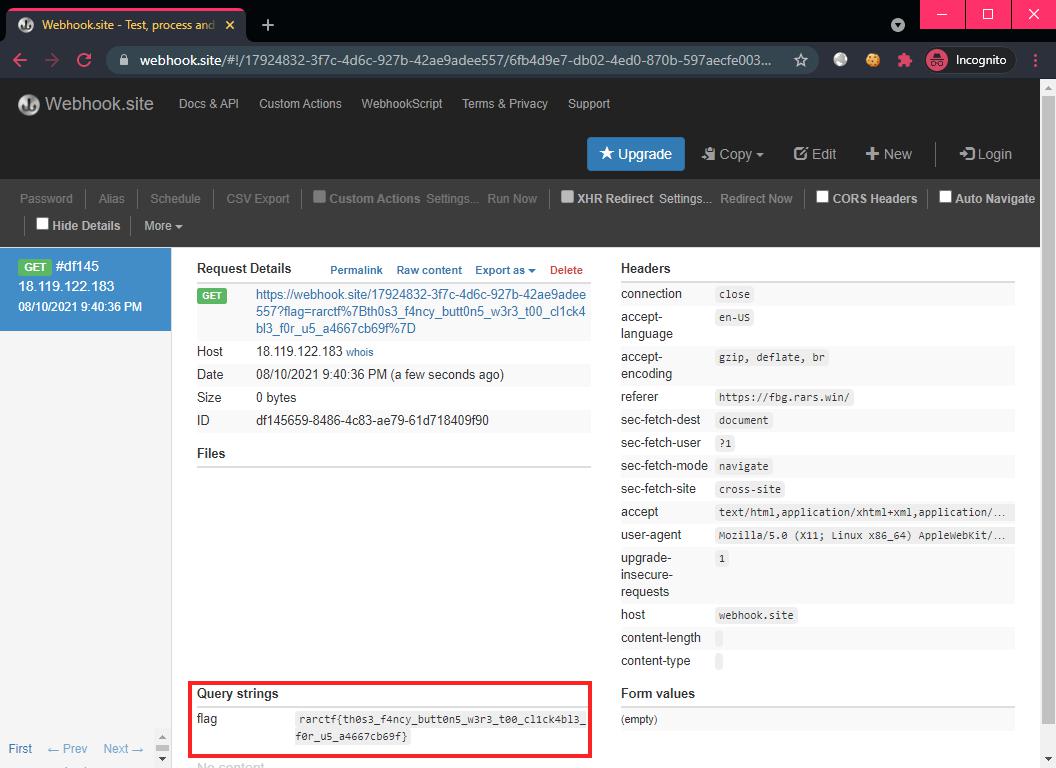 Webhook.site - Test, process and
webhook.site/#!/17924832-3f7c-4d6c-927b-42ae9adee557/6fb4d9e7-db02-4ed0-870b-597aecfe003...
Incognito
Webhook.site Docs & API Custom Actions WebhookScript Terms & Privacy Support
Upgrade Copy Edit New Login
Password Alias Schedule CSV Export Custom Actions Settings... Run Now XHR Redirect Settings... Redirect Now CORS Headers Auto Navigate
Hide Details More
GET #df145
18.119.122.183
08/10/2021 9:40:36 PM
First ← Prev Next →
Request Details Permalink Raw content Export as Delete
GET https://webhook.site/17924832-3f7c-4d6c-927b-42ae9adee
557?flag=rarctf%7Bth0s3_f4ncy_butt0n5_w3r3_t00_cl1ck4
bl3_f0r_u5_a4667cb69f%7D
Host 18.119.122.183 whois
Date 08/10/2021 9:40:36 PM (a few seconds ago)
Size 0 bytes
ID df145659-8486-4c83-ae79-61d718409f90
Files
Headers
connection close
accept-
language en-US
accept-
encoding gzip, deflate, br
referer https://fbg.rars.win/
sec-fetch-dest document
sec-fetch-user ?1
sec-fetch-mode navigate
sec-fetch-site cross-site
accept text/html,application/xhtml+xml,application/...
user-agent Mozilla/5.0 (X11; Linux x86_64) AppleWebKit/...
upgrade-
insecure-
requests 1
host webhook.site
content-length
content-type
Query strings
flag rarctf{th0s3_f4ncy_butt0n5_w3r3_t00_cl1ck4bl3_
f0r_u5_a4667cb69f}
No content
Form values
(empty)